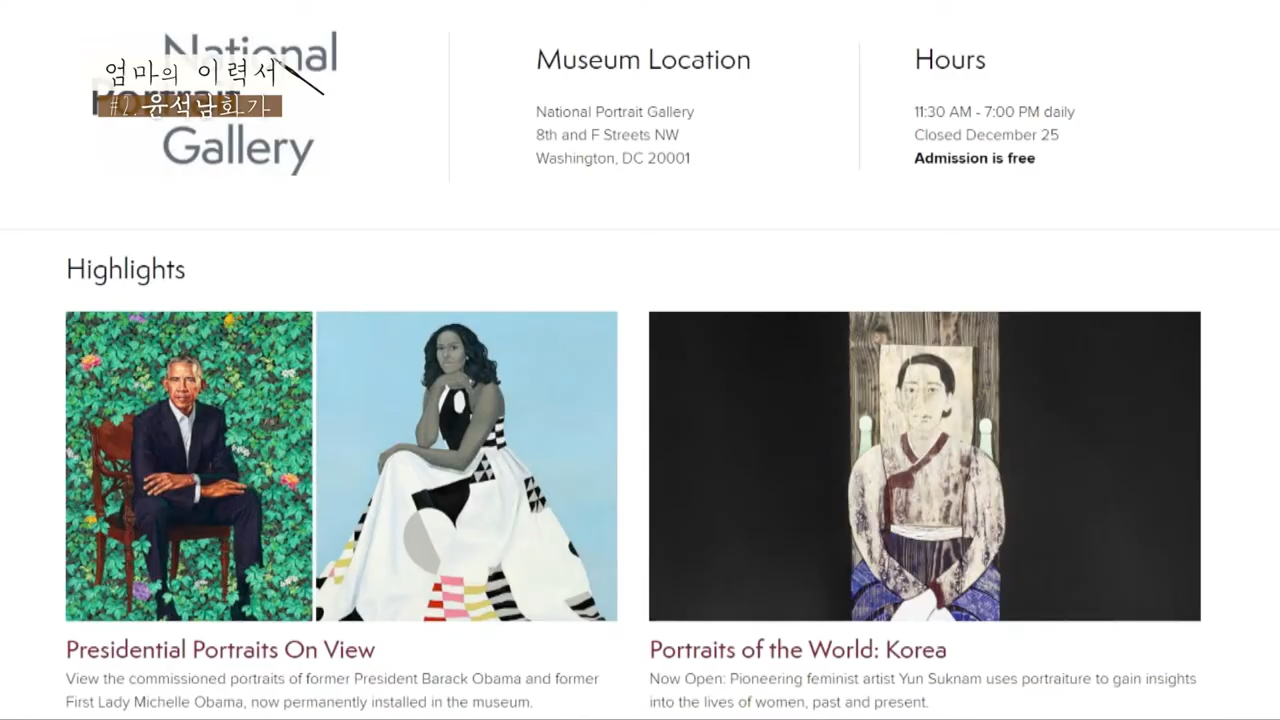 National
Portrait
Gallery
엄마의 이력서
#2. 윤석남화가
Museum Location
National Portrait Gallery
8th and F Streets NW
Washington, DC 20001
Hours
11:30 AM - 7:00 PM daily
Closed December 25
Admission is free
Highlights
Presidential Portraits On View
View the commissioned portraits of former President Barack Obama and former
First Lady Michelle Obama, now permanently installed in the museum.
Portraits of the World: Korea
Now Open: Pioneering feminist artist Yun Suknam uses portraiture to gain insights
into the lives of women, past and present.